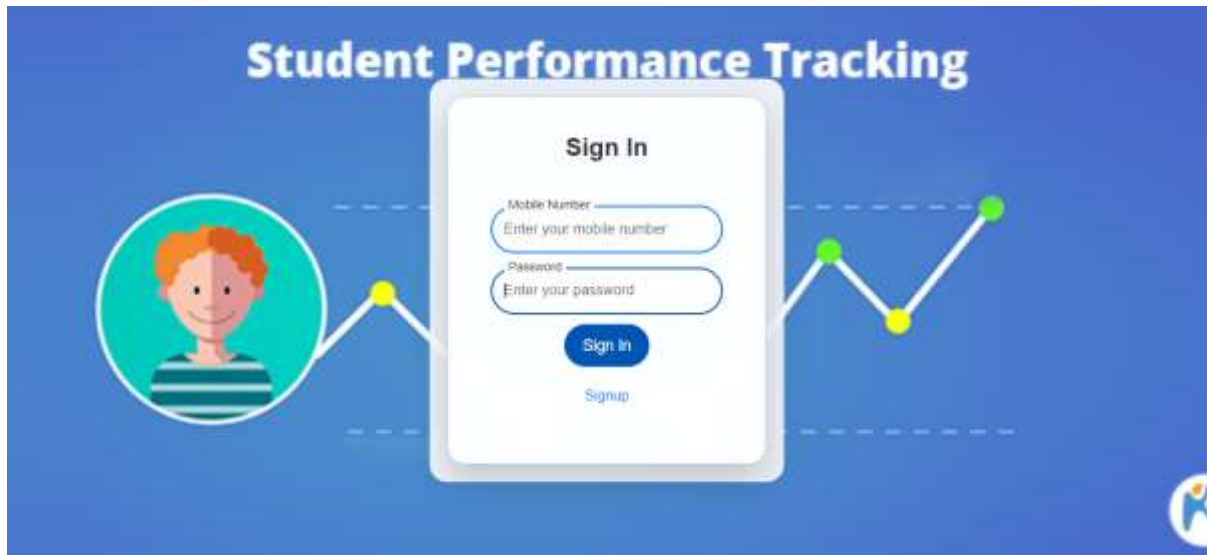 Student Performance Tracking
Sign In
Mobile Number
Enter your mobile number
Password
Enter your password
Sign In
Signup